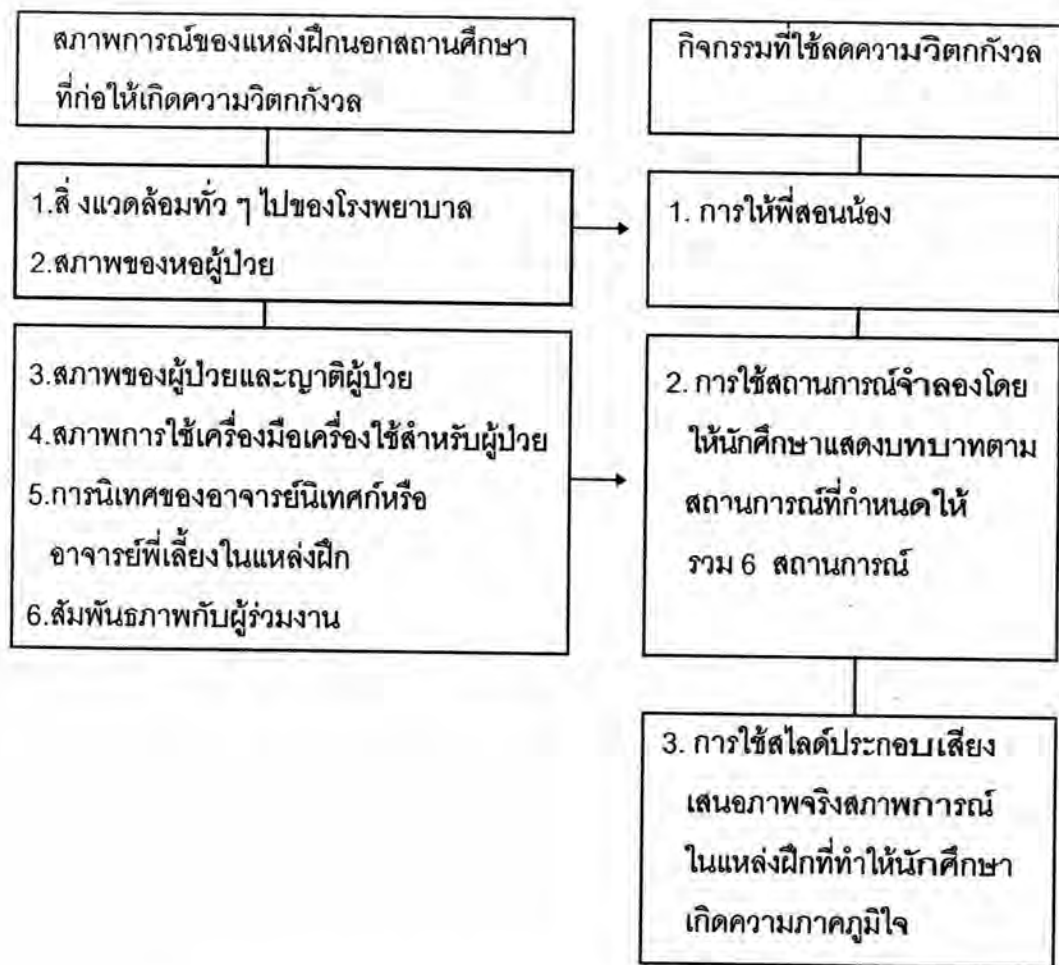 สภาพการณ์ของแหล่งฝึกนอกสถานศึกษา
ที่ก่อให้เกิดความวิตกกังวล
กิจกรรมที่ใช้ลดความวิตกกังวล
1.สิ่งแวดล้อมทั่ว ๆ ไปของโรงพยาบาล
2.สภาพของหอผู้ป่วย
1. การให้พี่สอนน้อง
3.สภาพของผู้ป่วยและญาติผู้ป่วย
4.สภาพการใช้เครื่องมือเครื่องใช้สำหรับผู้ป่วย
5.การนิเทศของอาจารย์นิเทศก์หรือ
อาจารย์พี่เลี้ยงในแหล่งฝึก
6.สัมพันธภาพกับผู้ร่วมงาน
2. การใช้สถานการณ์จำลองโดย
ให้นักศึกษาแสดงบทบาทตาม
สถานการณ์ที่กำหนดให้
รวม 6 สถานการณ์
3. การใช้สไลด์ประกอบเสียง
เสนอภาพจริงสภาพการณ์
ในแหล่งฝึกที่ทำให้นักศึกษา
เกิดความภาคภูมิใจ